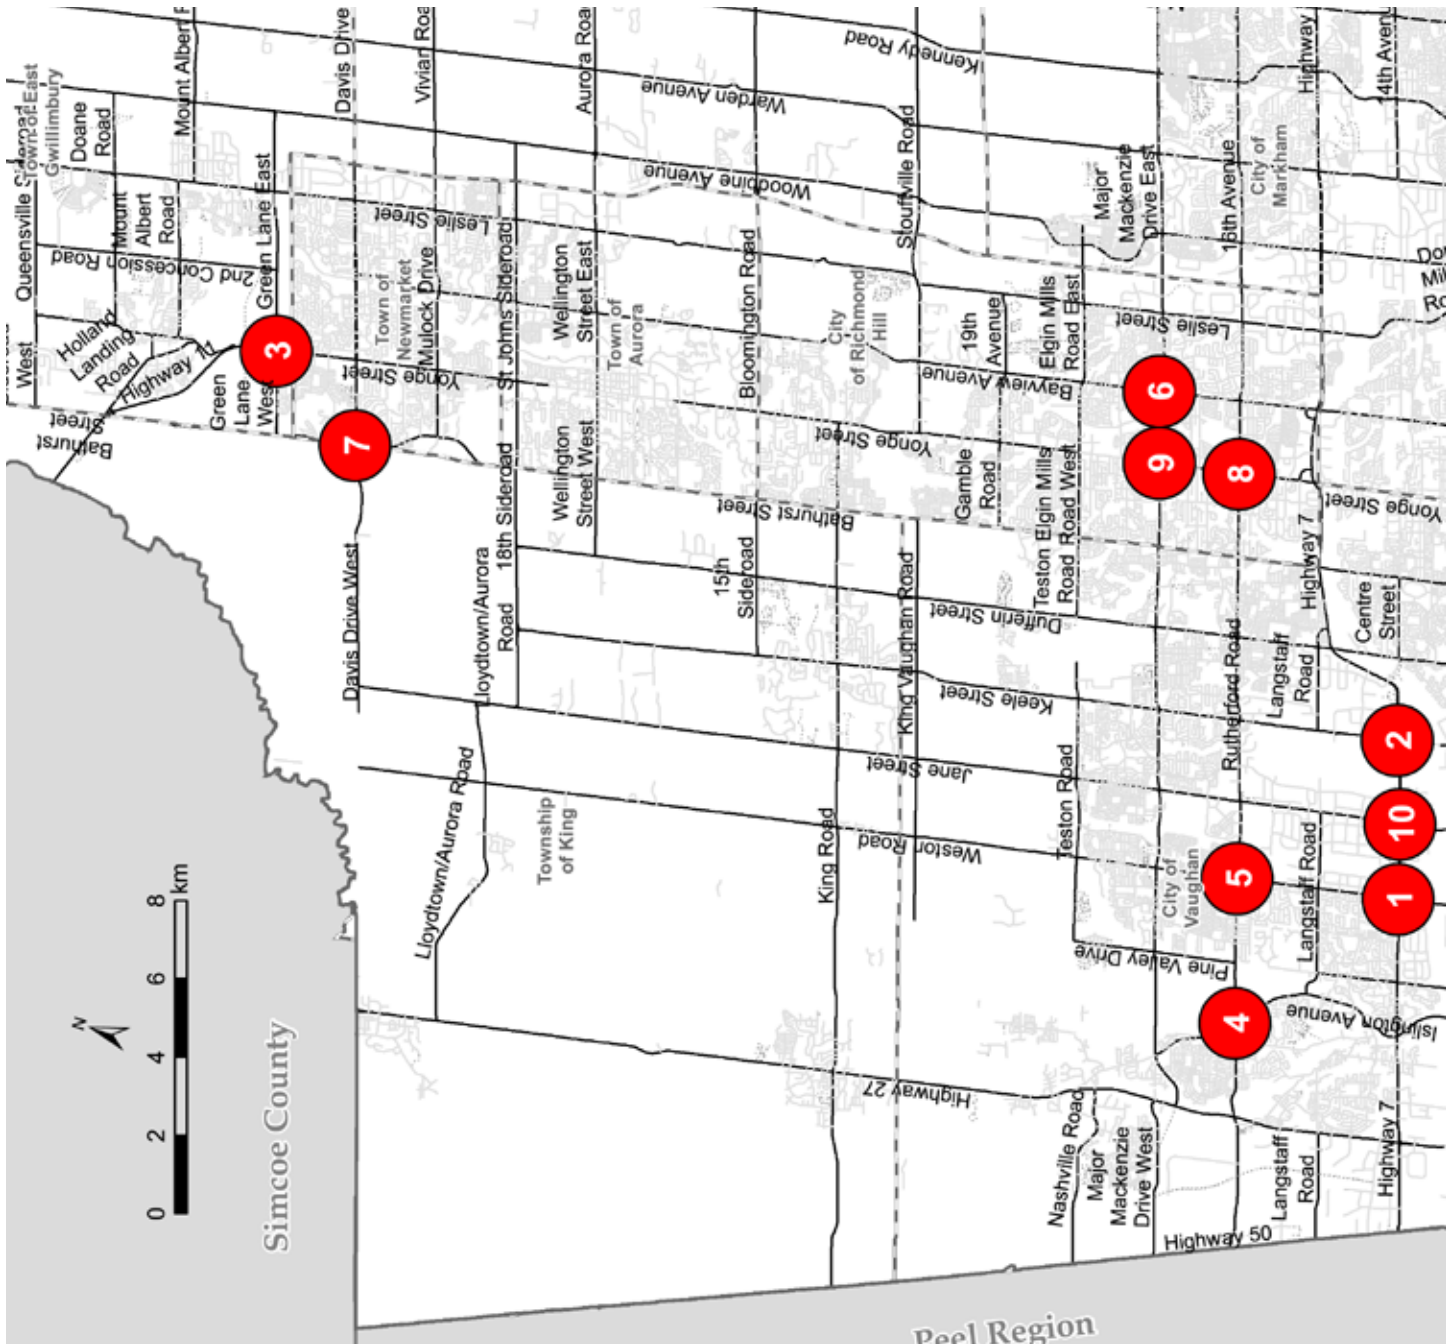 Queensville Sideroad
West
Town of East
Gwillimbury
Doane
Road
Mount Albert R
Mount
Albert
Road
2nd Concession Road
Holland
Landing
Road
Highway 11
Bathurst
Street
Green Lane East
Green
Lane
West
3
Davis Drive
Vivian Roa
Aurora Roa
Leslie Street
Town of
Newmarket
Mulock Drive
Yonge Street
7
St Johns Sideroad
18th Sideroad
Wellington
Street East
Wellington
Street West
Town of
Aurora
Warden Avenue
Kennedy Road
Woodbine Avenue
Bloomington Road
Stouffville Road
City
of Richmond
Hill
Bayview Avenue
19th
Avenue
Elgin Mills
Road East
Major
Mackenzie
Drive East
16th Avenue
City of
Markham
Highway
14th Avenu
Don
Mil
Ro
Leslie Street
Yonge Street
Gamble
Road
Elgin Mills
Road West
Teston
Road
6
9
8
Yonge Street
Bathurst Street
Highway 7
Centre
Street
Simcoe County
N
0
2
4
6
8
km
Davis Drive West
Lloydtown/Aurora
Road
Lloydtown/Aurora Road
Lloydtown/Aurora Road
Township
of King
15th
Sideroad
King Road
King Vaughan Road
Dufferin Street
Keele Street
Jane Street
Weston Road
Teston Road
Rutherford Road
Langstaff
Road
2
10
1
5
4
City of
Vaughan
Pine Valley Drive
Langstaff Road
Islington Avenue
Highway 27
Nashville Road
Major
Mackenzie
Drive West
Langstaff
Road
Highway 7
Highway 50
Peel Region